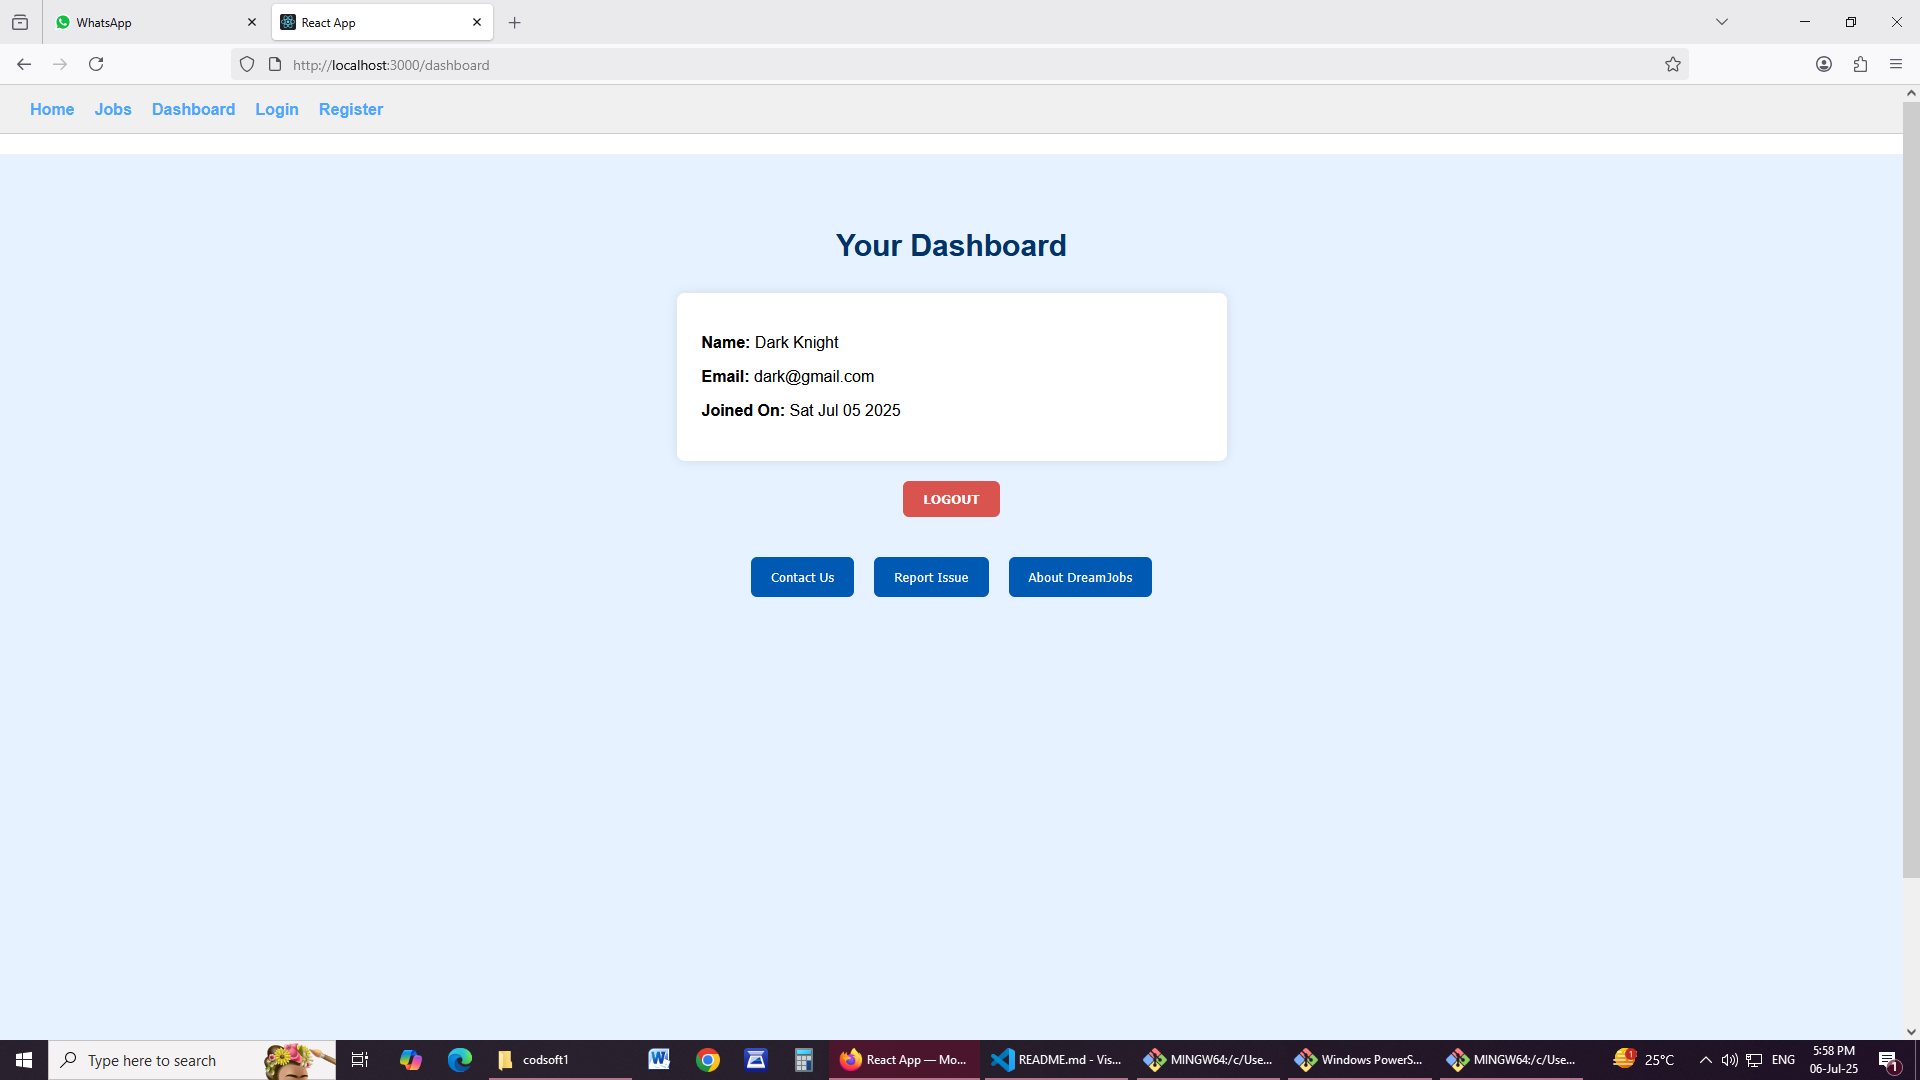 WhatsApp
React App
http://localhost:3000/dashboard
Home Jobs Dashboard Login Register
Your Dashboard
Name: Dark Knight
Email: dark@gmail.com
Joined On: Sat Jul 05 2025
LOGOUT
Contact Us Report Issue About DreamJobs
Type here to search
codsoft1
React App — Mo...
README.md - Vis...
MINGW64:/c/Use...
Windows PowerS...
MINGW64:/c/Use...
1
25°C
ENG
5:58 PM
06-Jul-25
1